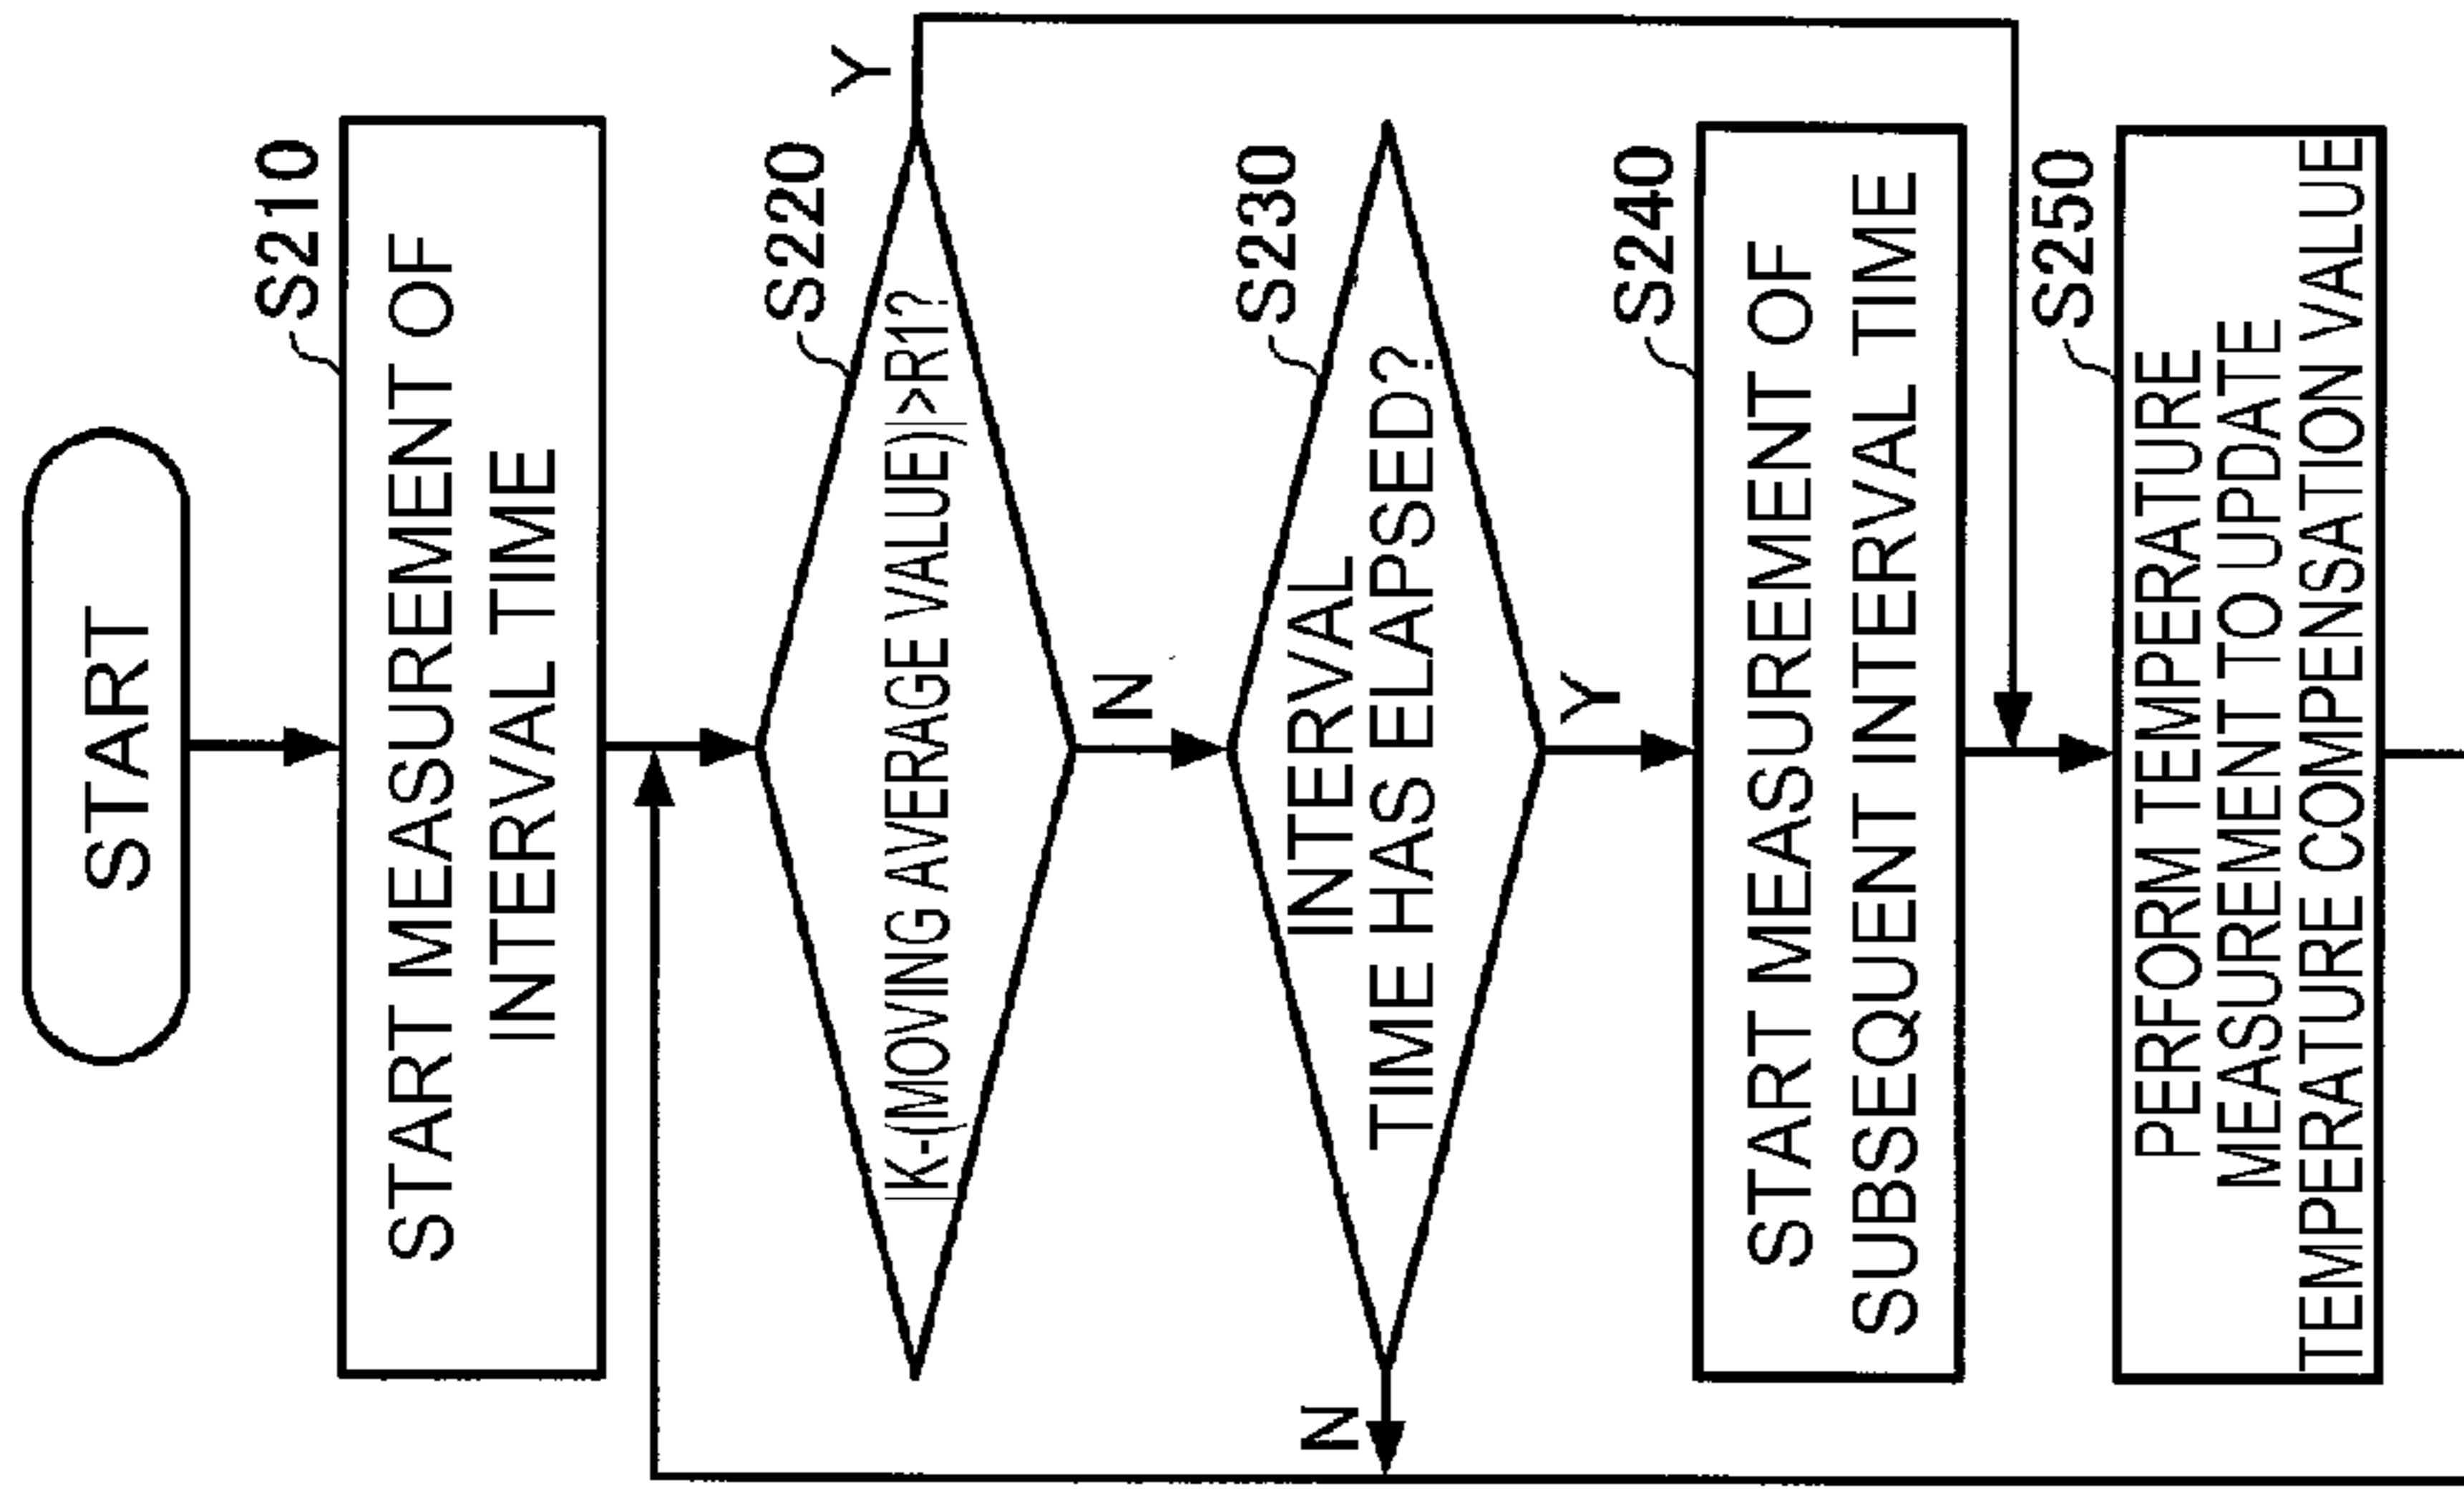 START
S210
START MEASUREMENT OF
INTERVAL TIME
S220
|K-(MOVING AVERAGE VALUE)|>R1?
Y
N
S230
INTERVAL
TIME HAS ELAPSED?
N
Y
S240
START MEASUREMENT OF
SUBSEQUENT INTERVAL TIME
S250
PERFORM TEMPERATURE
MEASUREMENT TO UPDATE
TEMPERATURE COMPENSATION VALUE